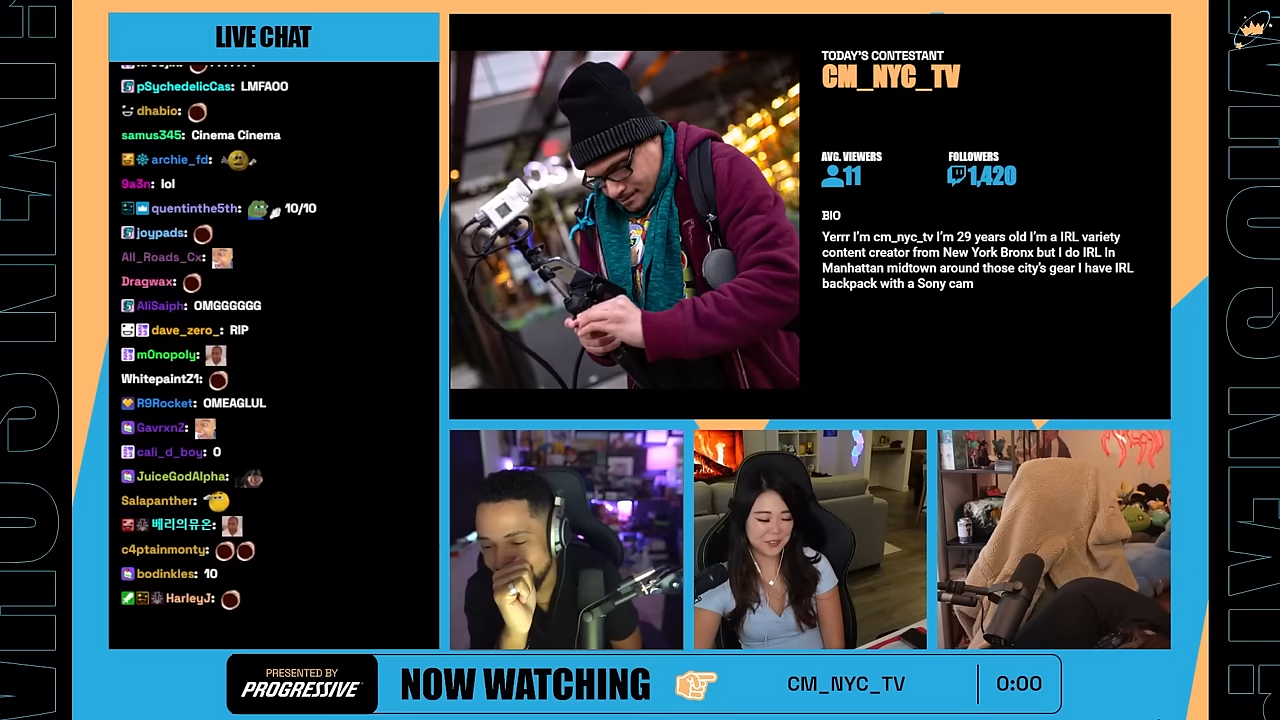 LIVE CHAT
pSychedelicCas: LMFAOO
dhabio:
samus345: Cinema Cinema
archie_fd:
9a3n: lol
quentinthe5th: 10/10
joypads:
All_Roads_Cx:
Dragwax:
AliSaiph: OMGGGGGG
dave_zero_: RIP
m0nopoly:
WhitepaintZ1:
R9Rocket: OMEAGLUL
GavrxnZ:
cali_d_boy: 0
JuiceGodAlpha:
Salapanther:
베리의뮤온:
c4ptainmonty:
bodinkles: 10
HarleyJ:
TODAY'S CONTESTANT
CM_NYC_TV
AVG. VIEWERS
11
FOLLOWERS
1,420
BIO
Yerrr I'm cm_nyc_tv I'm 29 years old I'm a IRL variety
content creator from New York Bronx but I do IRL In
Manhattan midtown around those city's gear I have IRL
backpack with a Sony cam
PRESENTED BY
PROGRESSIVE
NOW WATCHING
CM_NYC_TV
0:00